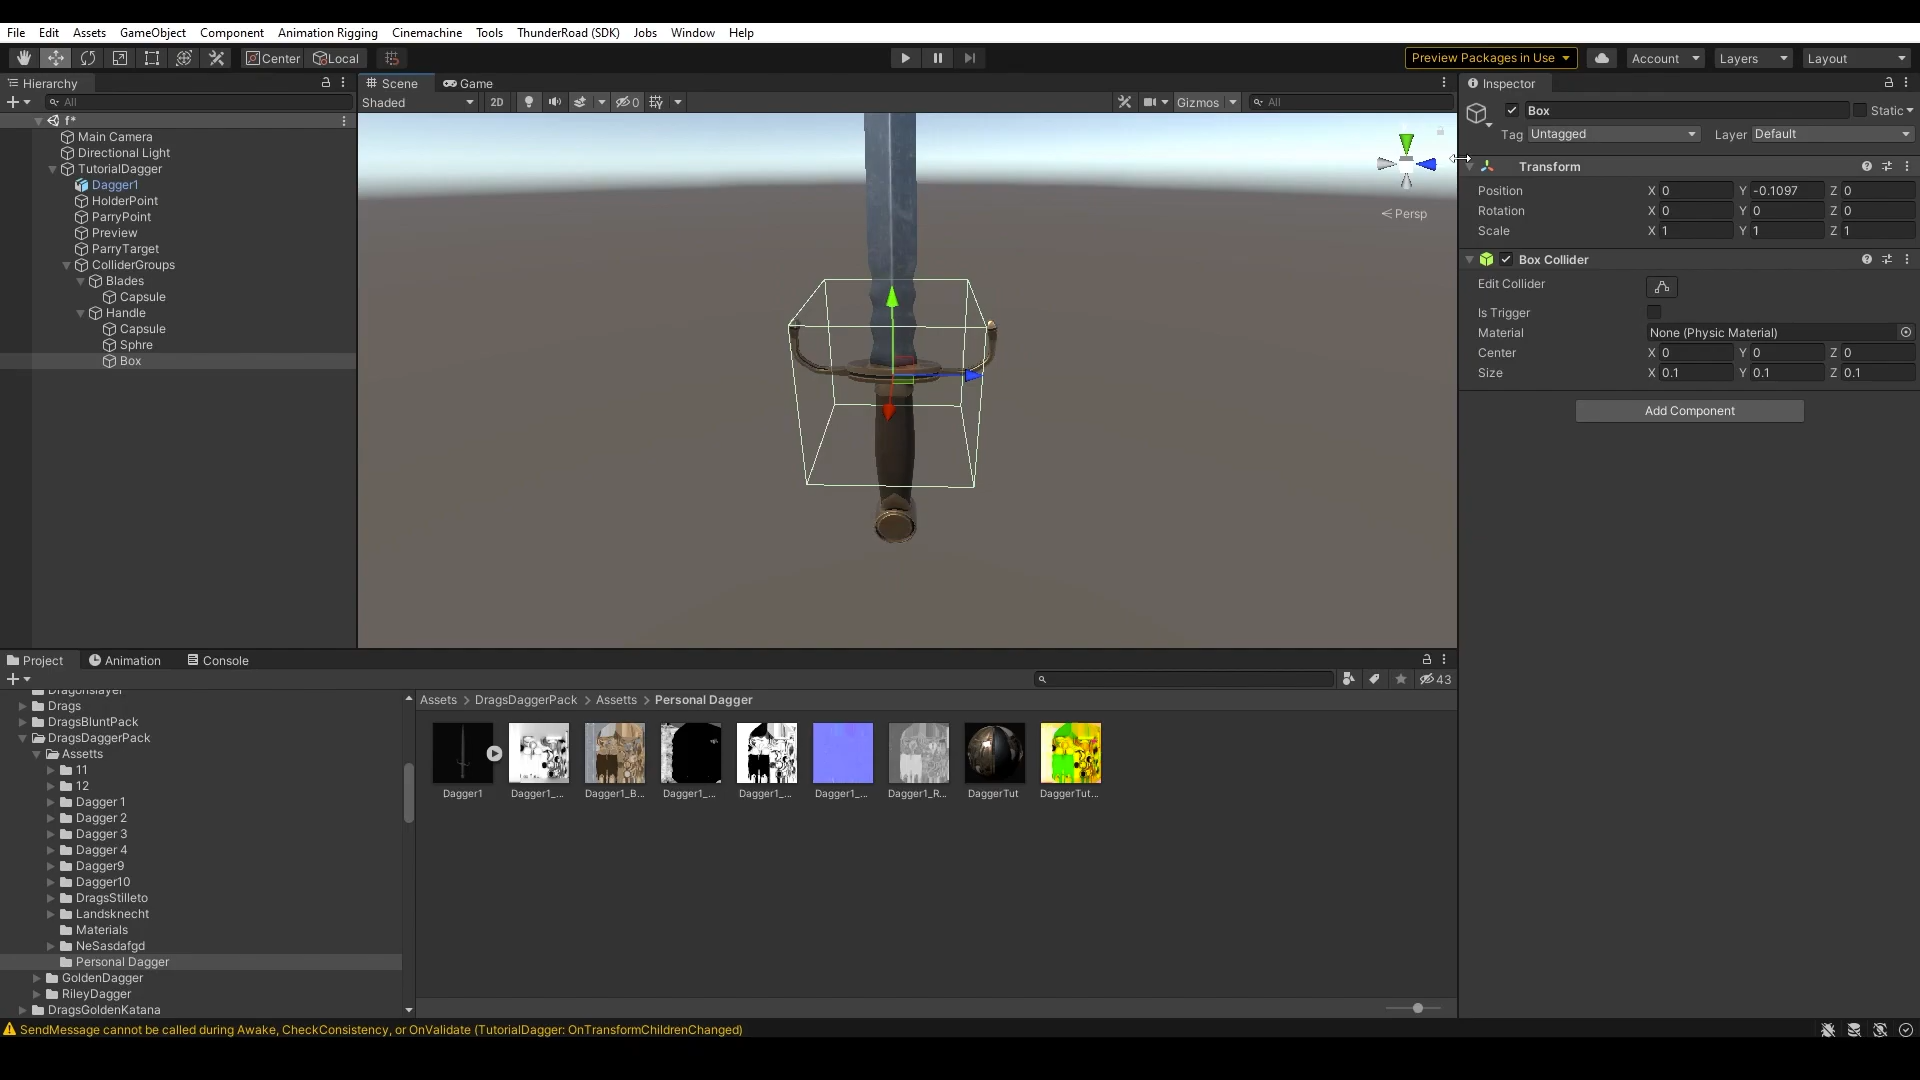 File Edit Assets GameObject Component Animation Rigging Cinemachine Tools ThunderRoad (SDK) Jobs Window Help
Center Local Preview Packages in Use Account Layers Layout
Hierarchy
All
f*
Main Camera
Directional Light
TutorialDagger
Dagger1
HolderPoint
ParryPoint
Preview
ParryTarget
ColliderGroups
Blades
Capsule
Handle
Capsule
Sphre
Box
Scene Game
Shaded 2D 0 Gizmos All
Persp
Inspector
Box Static
Tag Untagged Layer Default
Transform
Position X 0 Y -0.1097 Z 0
Rotation X 0 Y 0 Z 0
Scale X 1 Y 1 Z 1
Box Collider
Edit Collider
Is Trigger
Material None (Physic Material)
Center X 0 Y 0 Z 0
Size X 0.1 Y 0.1 Z 0.1
Add Component
Project Animation Console
43
Dragonslayer
Drags
DragsBluntPack
DragsDaggerPack
Assetts
11
12
Dagger 1
Dagger 2
Dagger 3
Dagger 4
Dagger9
Dagger10
DragsStilleto
Landsknecht
Materials
NeSasdafgd
Personal Dagger
GoldenDagger
RileyDagger
DragsGoldenKatana
Assets > DragsDaggerPack > Assetts > Personal Dagger
Dagger1 Dagger1_... Dagger1_B... Dagger1_... Dagger1_... Dagger1_... Dagger1_R... DaggerTut DaggerTut...
SendMessage cannot be called during Awake, CheckConsistency, or OnValidate (TutorialDagger: OnTransformChildrenChanged)